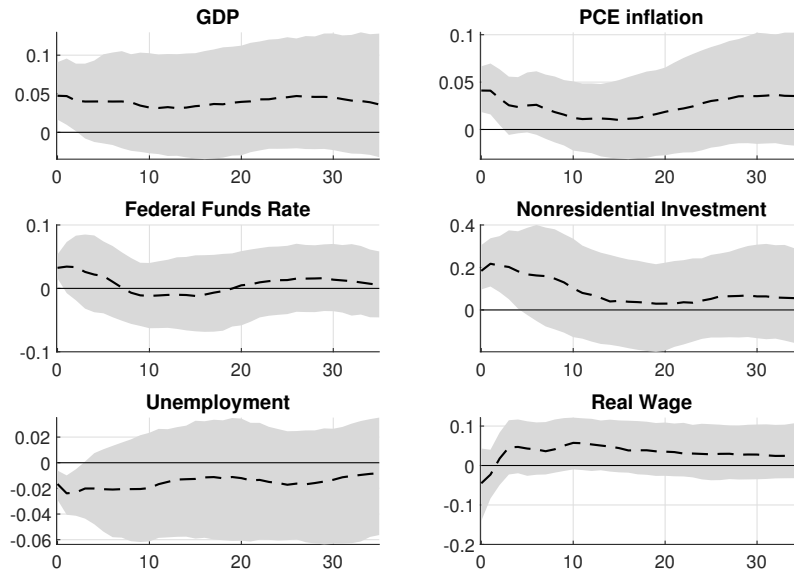 GDP
0.1
0.05
0
0 10 20 30
PCE inflation
0.1
0.05
0
0 10 20 30
Federal Funds Rate
0.1
0
-0.1
0 10 20 30
Nonresidential Investment
0.4
0.2
0
0 10 20 30
Unemployment
0.02
0
-0.02
-0.04
-0.06
0 10 20 30
Real Wage
0.1
0
-0.1
-0.2
0 10 20 30